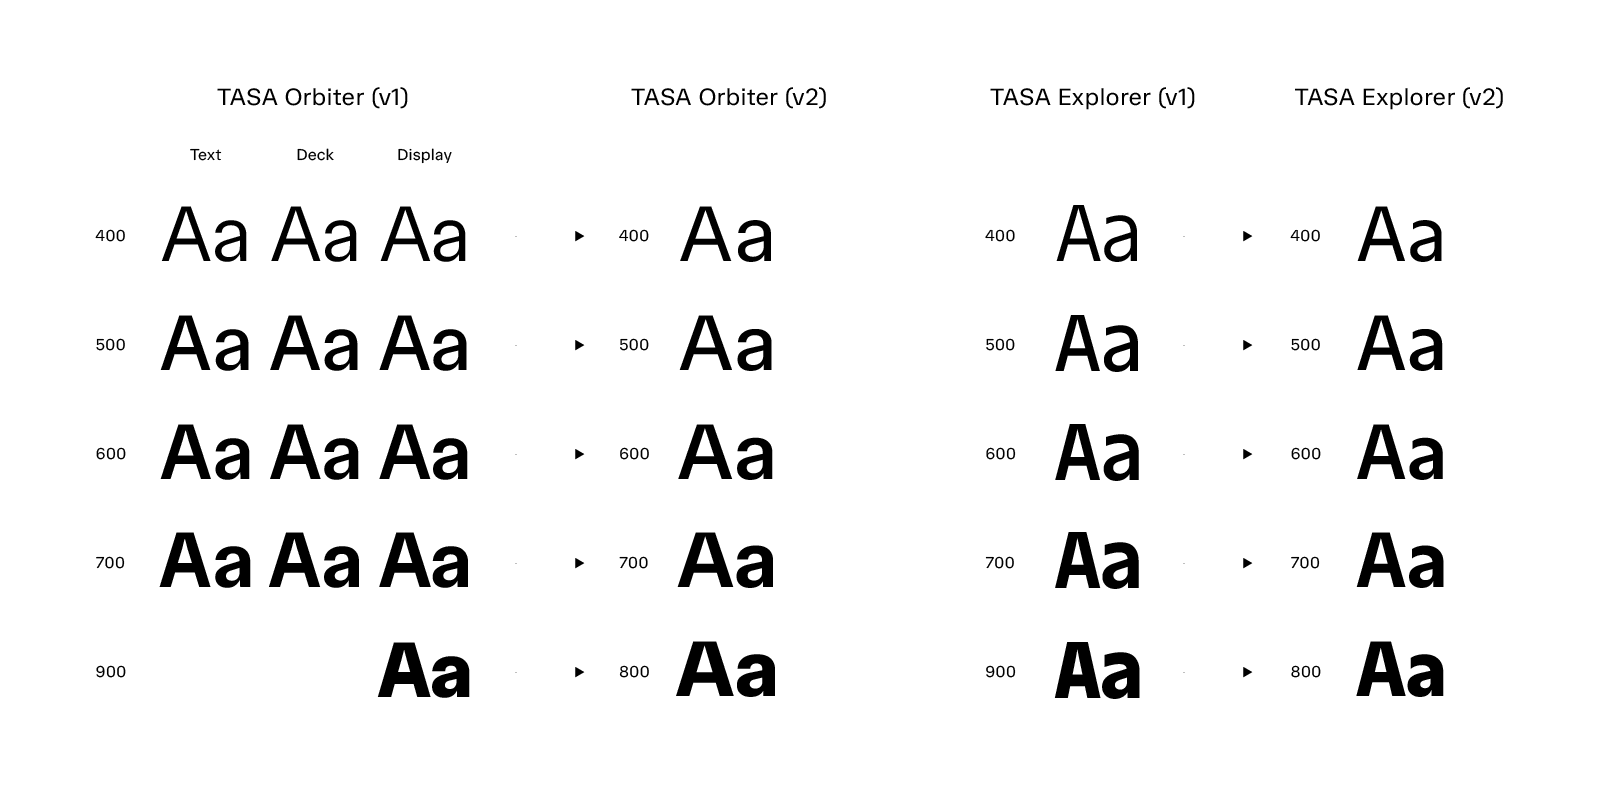 TASA Orbiter (v1) TASA Orbiter (v2) TASA Explorer (v1) TASA Explorer (v2)
Text Deck Display
400 Aa Aa Aa ▶ 400 Aa 400 Aa ▶ 400 Aa
500 Aa Aa Aa ▶ 500 Aa 500 Aa ▶ 500 Aa
600 Aa Aa Aa ▶ 600 Aa 600 Aa ▶ 600 Aa
700 Aa Aa Aa ▶ 700 Aa 700 Aa ▶ 700 Aa
900 Aa ▶ 800 Aa 900 Aa ▶ 800 Aa